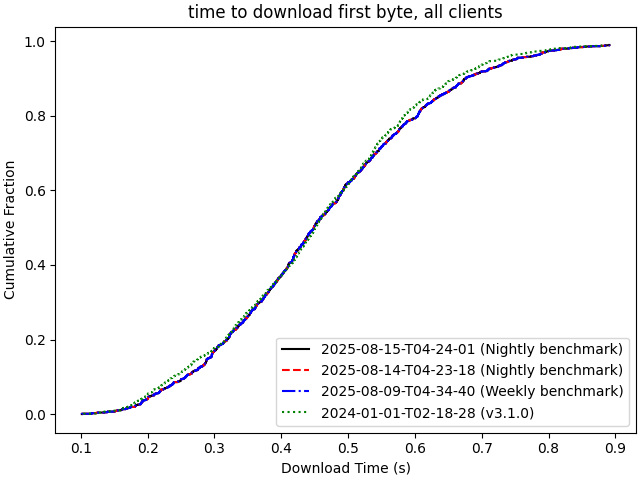 time to download first byte, all clients
1.0
0.8
0.6
0.4
0.2
0.0
Cumulative Fraction
2025-08-15-T04-24-01 (Nightly benchmark)
2025-08-14-T04-23-18 (Nightly benchmark)
2025-08-09-T04-34-40 (Weekly benchmark)
2024-01-01-T02-18-28 (v3.1.0)
0.1 0.2 0.3 0.4 0.5 0.6 0.7 0.8 0.9
Download Time (s)